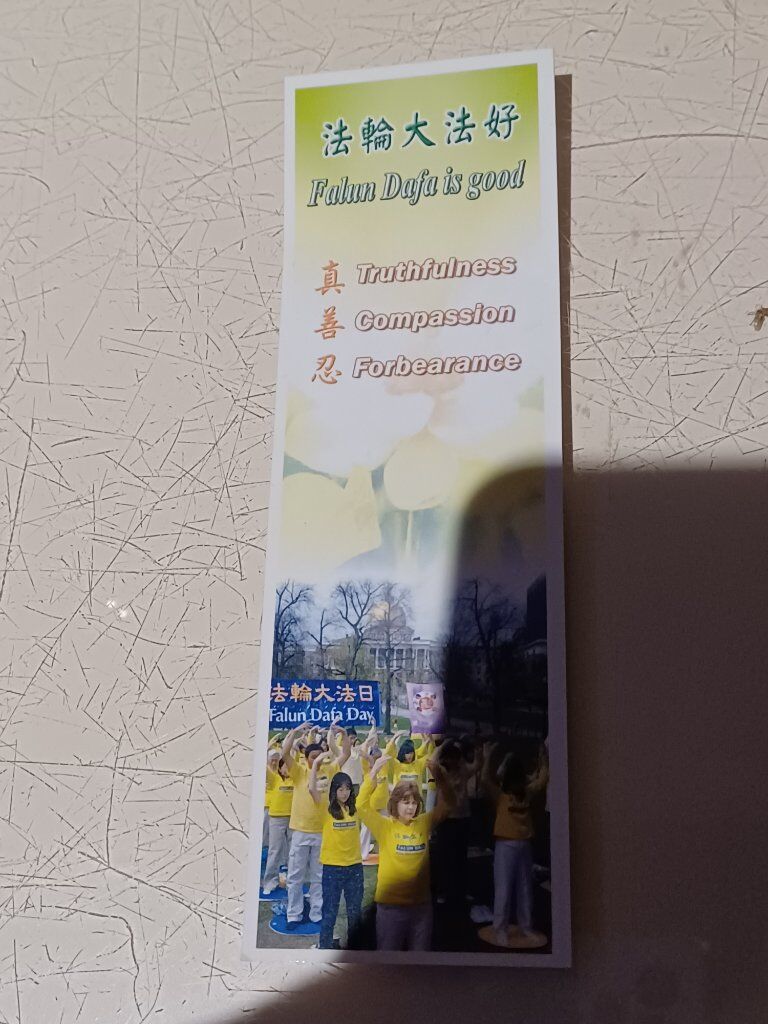 法輪大法好
Falun Dafa is good
真 Truthfulness
善 Compassion
忍 Forbearance
法輪大法日
Falun Dafa Day